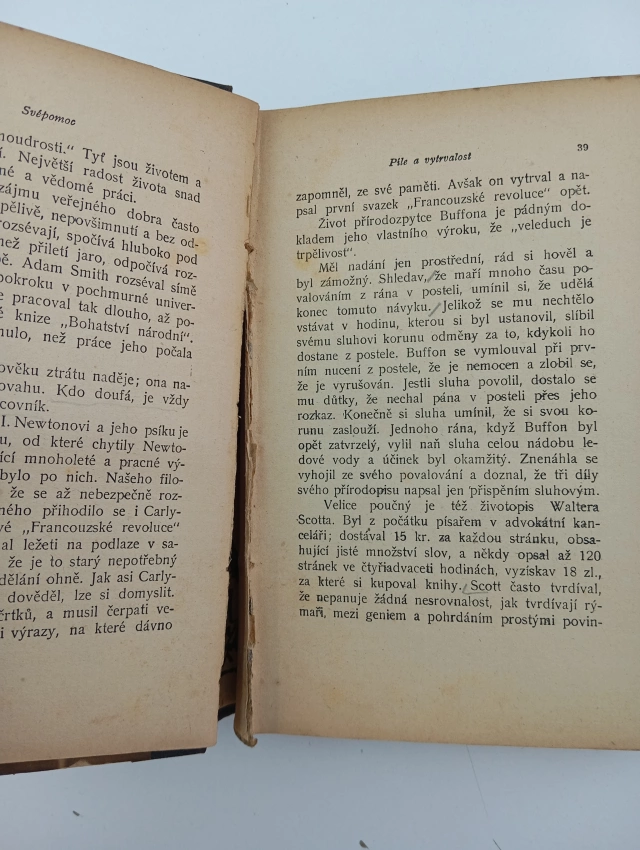 Svépomoc
moudrosti." Tyť jsou životem a
í. Největší radost života snad
né a vědomé práci.
zájmu veřejného dobra často
pělivě, nepovšimnutí a bez od-
rozsévají, spočívá hluboko pod
než přiletí jaro, odpočívá roz-
ě. Adam Smith rozséval símě
pokroku v pochmurné univer-
e pracoval tak dlouho, až po-
é knize „Bohatství národní“.
nulo, než práce jeho počala
ověku ztrátu naděje; ona na-
ovahu. Kdo doufá, je vždy
covník.
I. Newtonovi a jeho psíku je
u, od které chytily Newto-
ící mnoholeté a pracné vý-
bylo po nich. Našeho filo-
že se až nebezpečně roz-
ného přihodilo se i Carly-
vé „Francouzské revoluce“
al ležeti na podlaze v sa-
že je to starý nepotřebný
dělání ohně. Jak asi Carly-
dověděl, lze si domyslit.
črtků, a musil čerpati ve-
i výrazy, na které dávno
Píle a vytrvalost 39
zapomněl, ze své paměti. Avšak on vytrval a na-
psal první svazek „Francouzské revoluce“ opět.
Život přírodozpytce Buffona je pádným do-
kladem jeho vlastního výroku, že „veleduch je
trpělivost“.
Měl nadání jen prostřední, rád si hověl a
byl zámožný. Shledav, že maří mnoho času po-
valováním z rána v posteli, umínil si, že udělá
konec tomuto návyku. Jelikož se mu nechtělo
vstávat v hodinu, kterou si byl ustanovil, slíbil
svému sluhovi korunu odměny za to, kdykoli ho
dostane z postele. Buffon se vymlouval při prv-
ním nucení z postele, že je nemocen a zlobil se,
že je vyrušován. Jestli sluha povolil, dostalo se
mu důtky, že nechal pána v posteli přes jeho
rozkaz. Konečně si sluha umínil, že si svou ko-
runu zaslouží. Jednoho rána, když Buffon byl
opět zatvrzelý, vylil naň sluha celou nádobu le-
dové vody a účinek byl okamžitý. Znenáhla se
vyhojil ze svého povalování a doznal, že tři díly
svého přírodopisu napsal jen přispěním sluhovým.
Velice poučný je též životopis Waltera
Scotta. Byl z počátku písařem v advokátní kan-
celáři; dostával 15 kr. za každou stránku, obsa-
hující jisté množství slov, a někdy opsal až 120
stránek ve čtyřiadvaceti hodinách, vyzískav 18 zl.,
za které si kupoval knihy. Scott často tvrdíval,
že nepanuje žádná nesrovnalost, jak tvrdívají rý-
maři, mezi geniem a pohrdáním prostými povin-